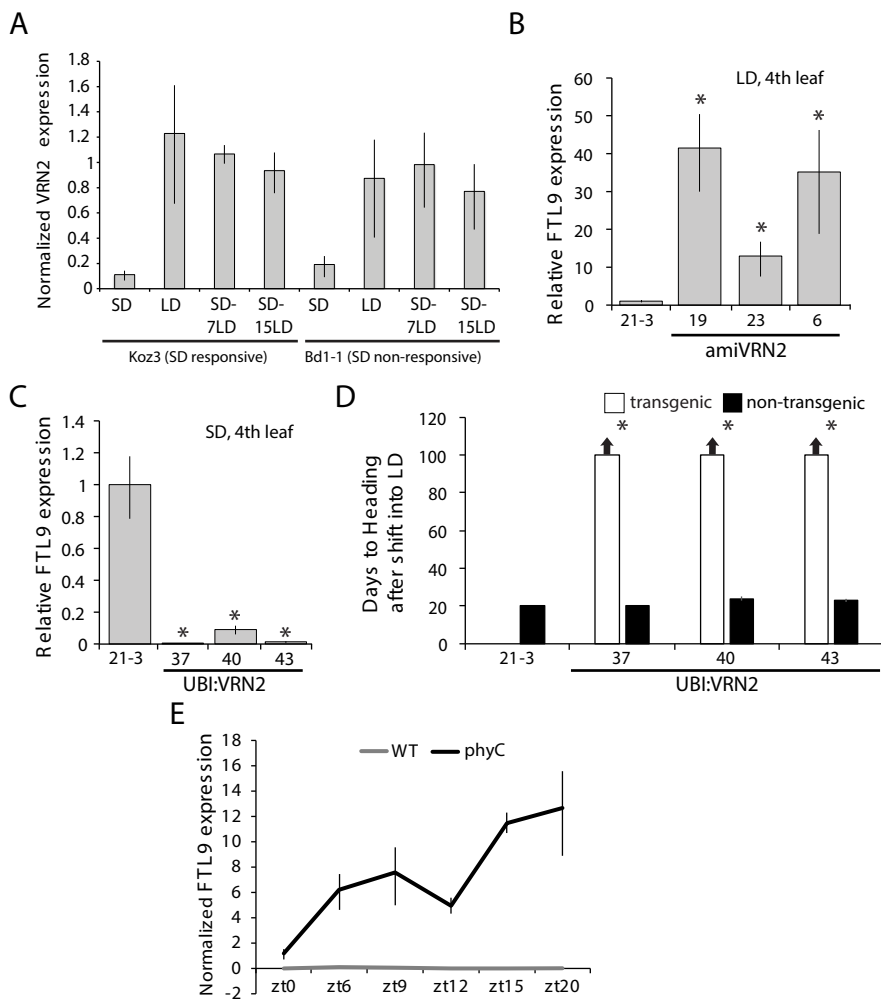 A
Normalized VRN2 expression
1.8
1.6
1.4
1.2
1
0.8
0.6
0.4
0.2
0
SD LD SD-7LD SD-15LD SD LD SD-7LD SD-15LD
Koz3 (SD responsive) Bd1-1 (SD non-responsive)
B
LD, 4th leaf
Relative FTL9 expression
60
50
40
30
20
10
0
* * *
21-3 19 23 6
amiVRN2
C
SD, 4th leaf
Relative FTL9 expression
1.4
1.2
1
0.8
0.6
0.4
0.2
0
* * *
21-3 37 40 43
UBI:VRN2
D
transgenic non-transgenic
Days to Heading
after shift into LD
120
100
80
60
40
20
0
* * *
21-3 37 40 43
UBI:VRN2
E
WT phyC
Normalized FTL9 expression
18
16
14
12
10
8
6
4
2
0
-2
zt0 zt6 zt9 zt12 zt15 zt20